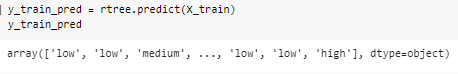 y_train_pred = rtree.predict(X_train)
y_train_pred
array(['low', 'low', 'medium', ..., 'low', 'low', 'high'], dtype=object)